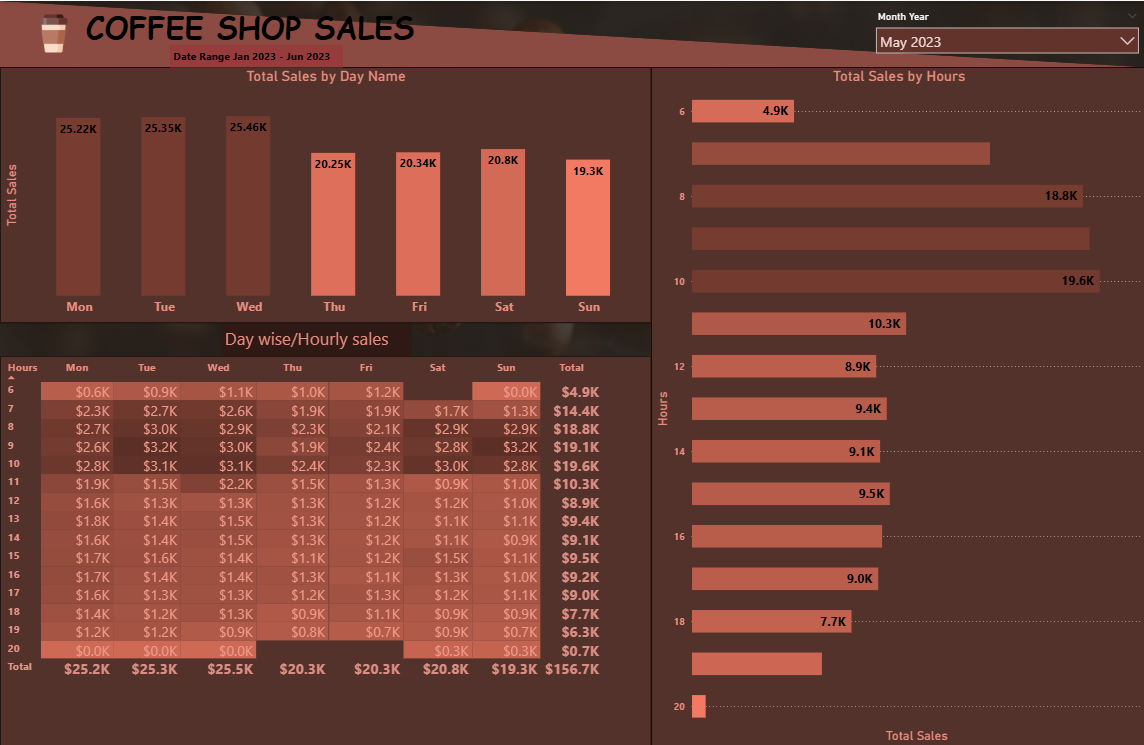 COFFEE SHOP SALES
Date Range Jan 2023 - Jun 2023
Month Year
May 2023
Total Sales by Day Name
Total Sales
25.22K 25.35K 25.46K 20.25K 20.34K 20.8K 19.3K
Mon Tue Wed Thu Fri Sat Sun
Day wise/Hourly sales
Hours Mon Tue Wed Thu Fri Sat Sun Total
6 $0.6K $0.9K $1.1K $1.0K $1.2K $0.0K $4.9K
7 $2.3K $2.7K $2.6K $1.9K $1.9K $1.7K $1.3K $14.4K
8 $2.7K $3.0K $2.9K $2.3K $2.1K $2.9K $2.9K $18.8K
9 $2.6K $3.2K $3.0K $1.9K $2.4K $2.8K $3.2K $19.1K
10 $2.8K $3.1K $3.1K $2.4K $2.3K $3.0K $2.8K $19.6K
11 $1.9K $1.5K $2.2K $1.5K $1.3K $0.9K $1.0K $10.3K
12 $1.6K $1.3K $1.3K $1.3K $1.2K $1.2K $1.0K $8.9K
13 $1.8K $1.4K $1.5K $1.3K $1.2K $1.1K $1.1K $9.4K
14 $1.6K $1.4K $1.5K $1.3K $1.2K $1.1K $0.9K $9.1K
15 $1.7K $1.6K $1.4K $1.1K $1.2K $1.5K $1.1K $9.5K
16 $1.7K $1.4K $1.4K $1.3K $1.1K $1.3K $1.0K $9.2K
17 $1.6K $1.3K $1.3K $1.2K $1.3K $1.2K $1.1K $9.0K
18 $1.4K $1.2K $1.3K $0.9K $1.1K $0.9K $0.9K $7.7K
19 $1.2K $1.2K $0.9K $0.8K $0.7K $0.9K $0.7K $6.3K
20 $0.0K $0.0K $0.0K $0.3K $0.3K $0.7K
Total $25.2K $25.3K $25.5K $20.3K $20.3K $20.8K $19.3K $156.7K
Total Sales by Hours
Hours
6 4.9K
8 18.8K
10 19.6K
10.3K
12 8.9K
9.4K
14 9.1K
9.5K
16
9.0K
18 7.7K
20
Total Sales